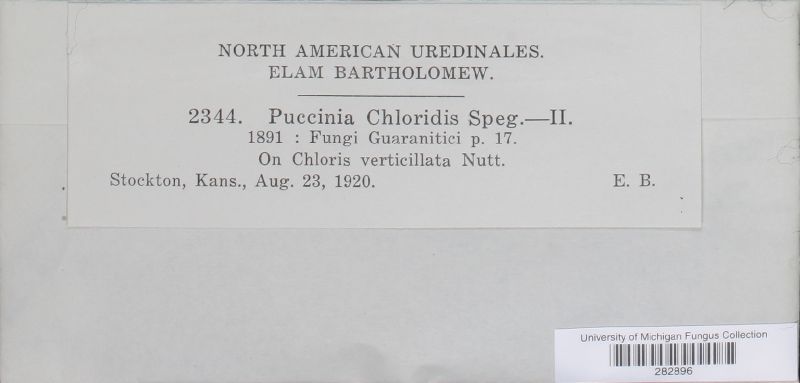 NORTH AMERICAN UREDINALES.
ELAM BARTHOLOMEW.
2344. Puccinia Chloridis Speg.—II.
1891 : Fungi Guaranitici p. 17.
On Chloris verticillata Nutt.
Stockton, Kans., Aug. 23, 1920. E. B.
University of Michigan Fungus Collection
282896